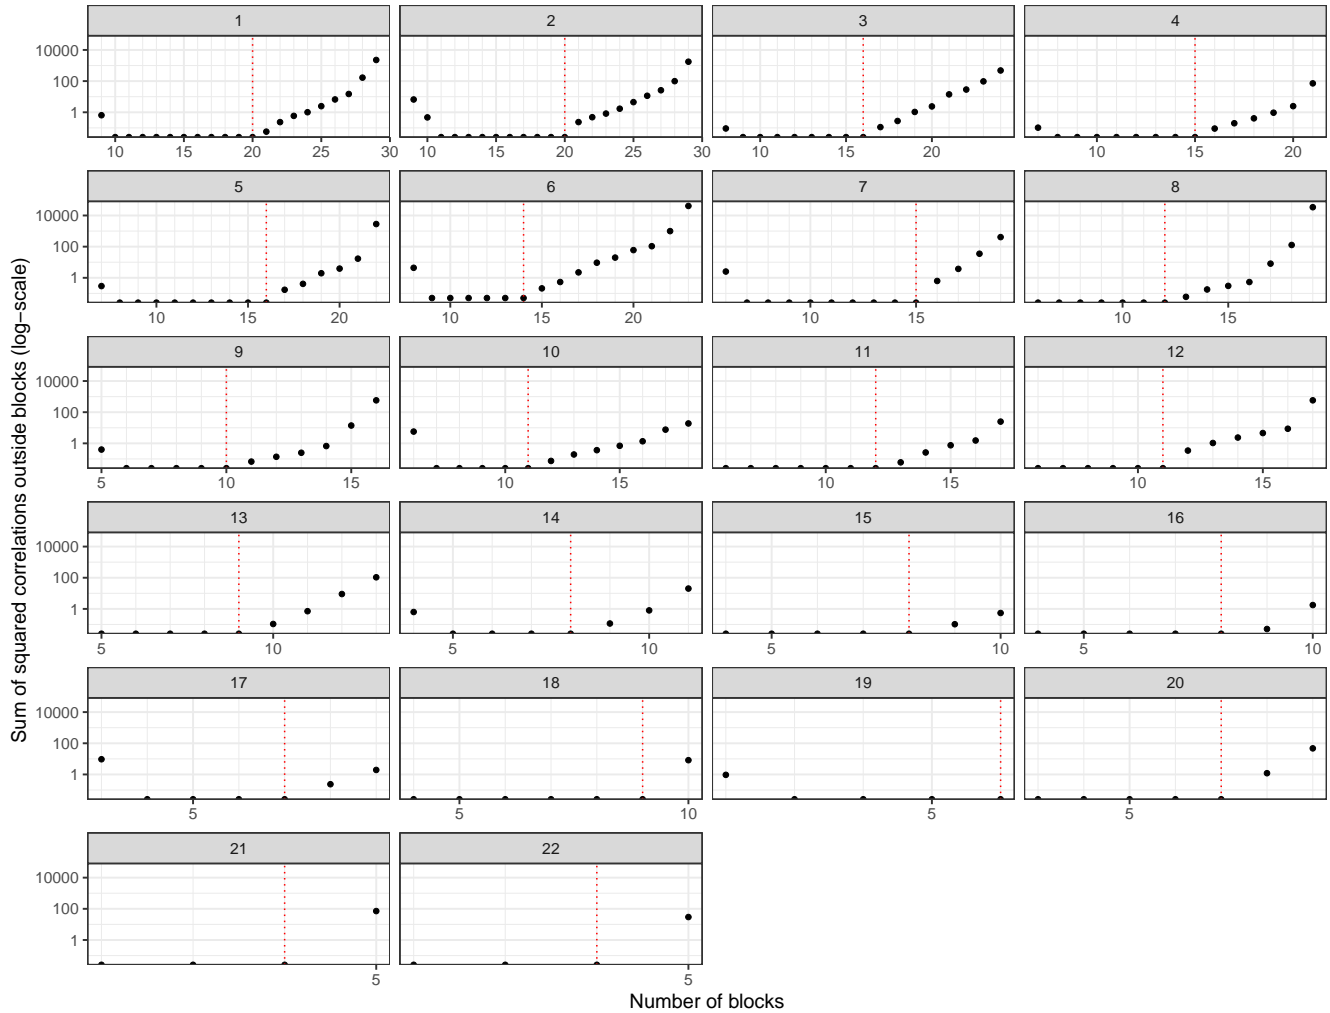 1 2 3 4
10000
100
1
10 15 20 25 30 10 15 20 25 30 10 15 20 10 15 20
5 6 7 8
10000
100
1
10 15 20 10 15 20 10 15 10 15
9 10 11 12
10000
100
1
5 10 15 10 15 10 15 10 15
13 14 15 16
10000
100
1
5 10 5 10 5 10 5 10
17 18 19 20
10000
100
1
5 5 10 5 5
21 22
10000
100
1
5 5
Number of blocks
Sum of squared correlations outside blocks (log−scale)